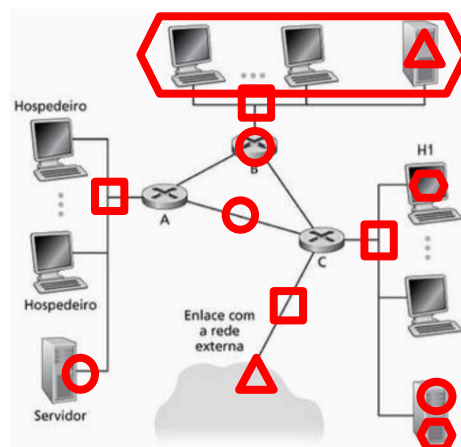 Hospedeiro
B
H1
A
C
Hospedeiro
Enlace com
a rede
externa
Servidor